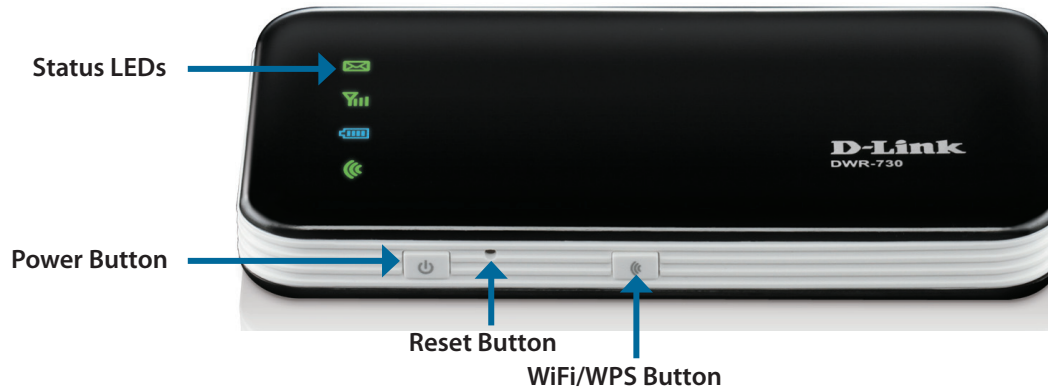 Status LEDs
D-Link
DWR-730
Power Button
Reset Button
WiFi/WPS Button